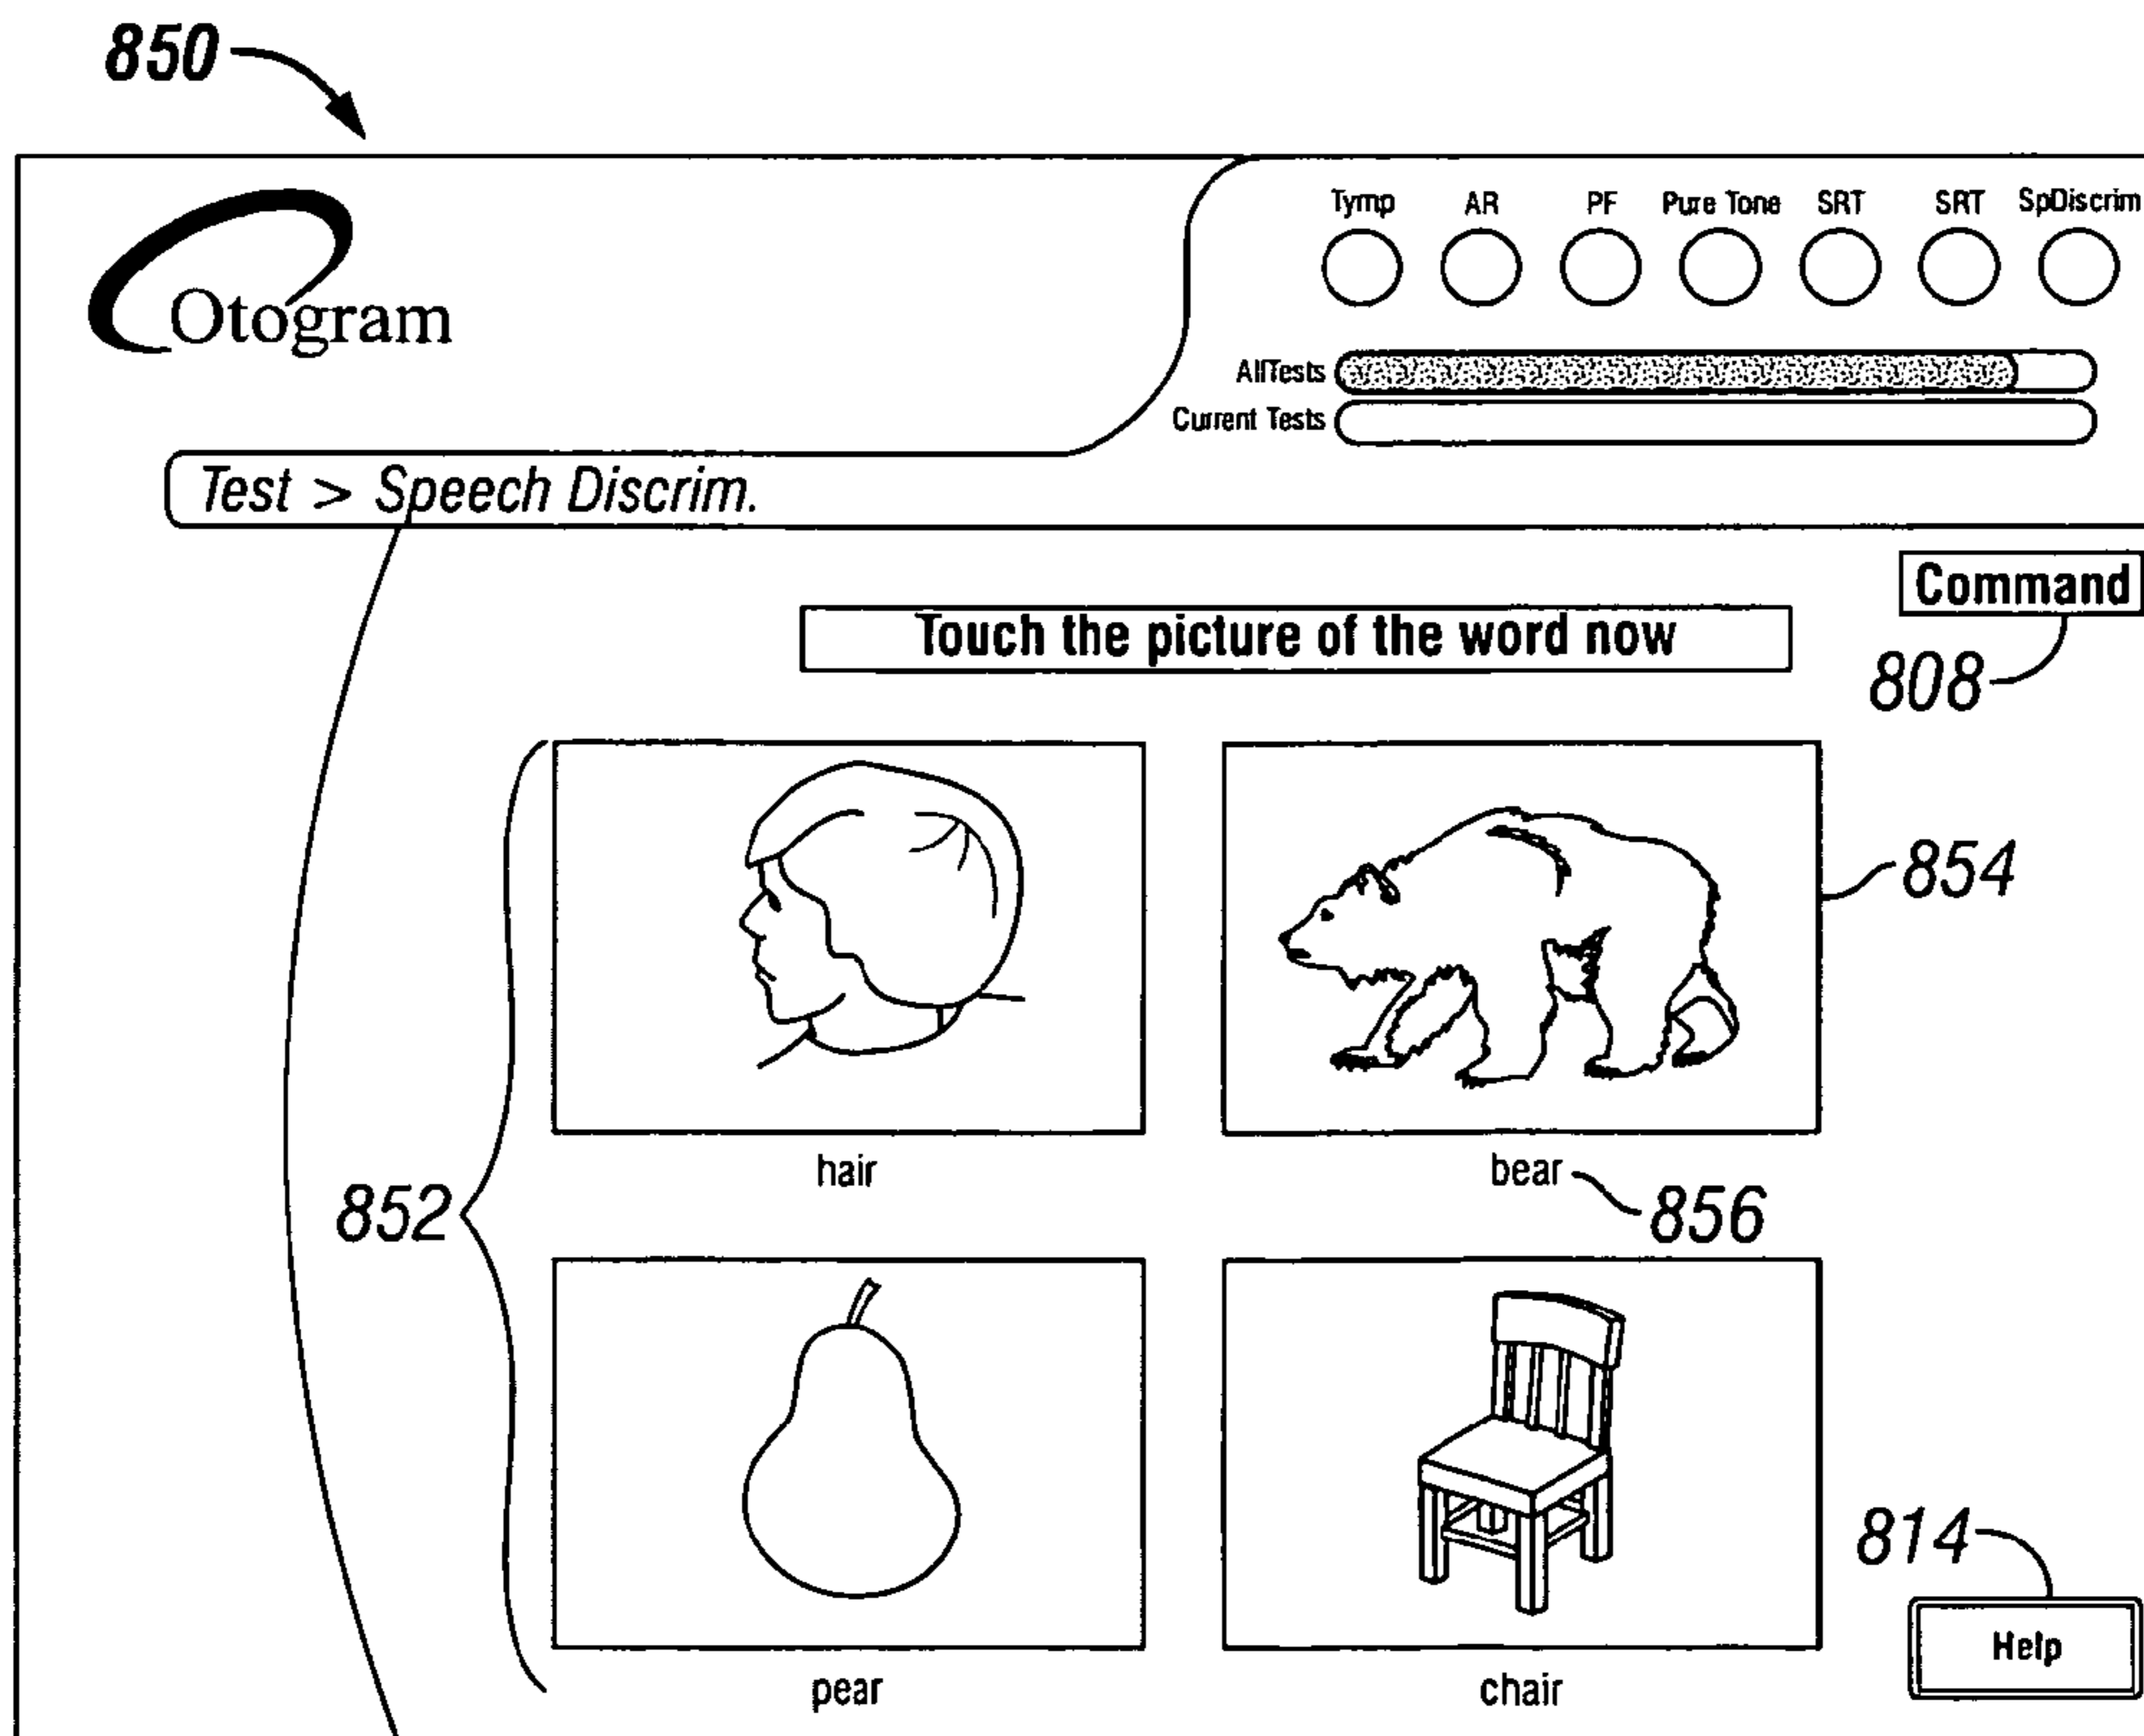 850
Otogram
Tymp AR PF Pure Tone SRT SRT SpDiscrim
AllTests
Current Tests
Test > Speech Discrim.
Command
Touch the picture of the word now
808
854
hair
bear
852
856
814
Help
pear
chair